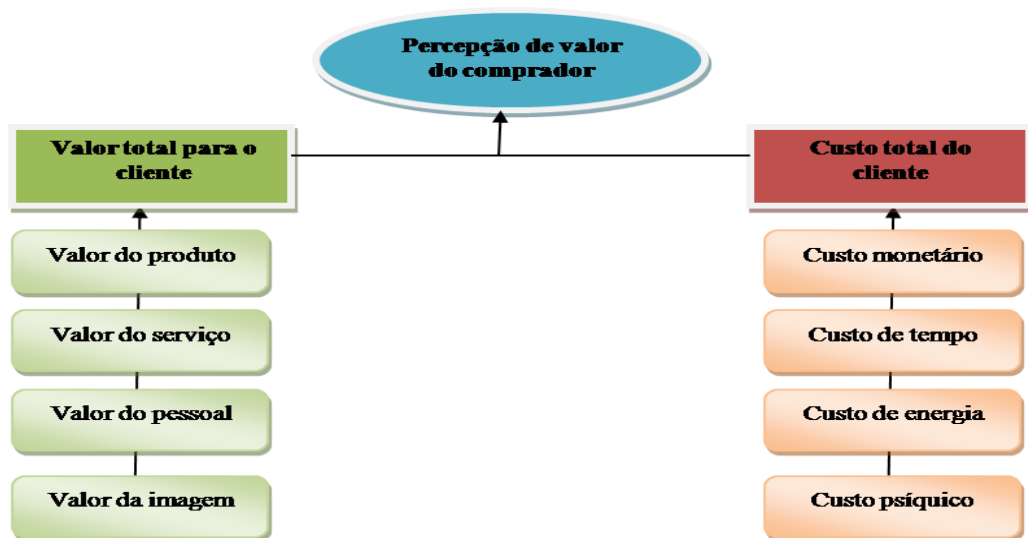 Percepção de valor
do comprador
Valor total para o
cliente
Custo total do
cliente
Valor do produto
Valor do serviço
Valor do pessoal
Valor da imagem
Custo monetário
Custo de tempo
Custo de energia
Custo psíquico